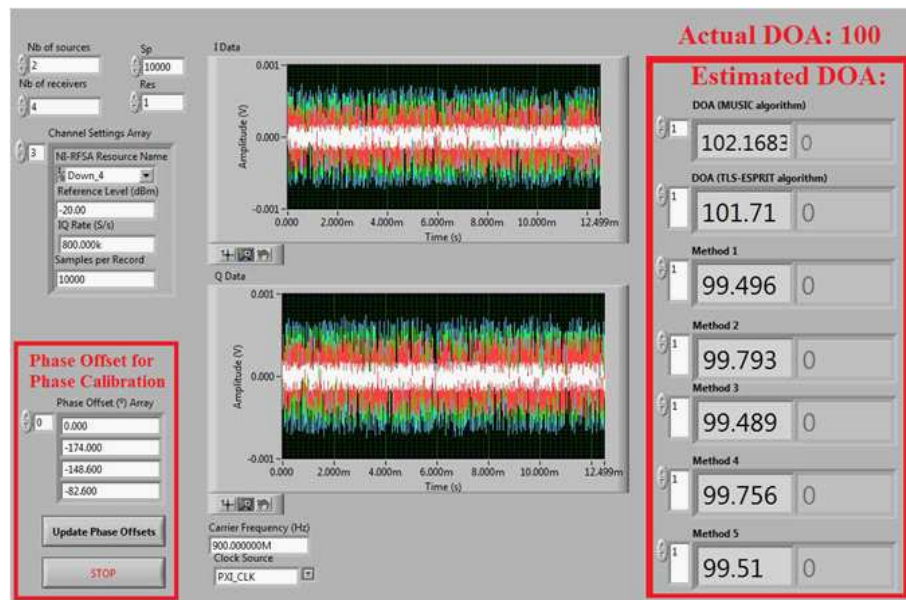 Actual DOA: 100
Nb of sources
2
Sp
10000
Nb of receivers
4
Res
1
Channel Settings Array
3
NI-RFSA Resource Name
Down_4
Reference Level (dBm)
-20.00
IQ Rate (S/s)
800.000k
Samples per Record
10000
I Data
Amplitude (V)
0.001
0.000
-0.001
0.000 2.000m 4.000m 6.000m 8.000m 10.000m 12.499m
Time (s)
Q Data
Amplitude (V)
0.001
0.000
-0.001
0.000 2.000m 4.000m 6.000m 8.000m 10.000m 12.499m
Time (s)
Carrier Frequency (Hz)
900.000000M
Clock Source
PXI_CLK
Phase Offset for
Phase Calibration
Phase Offset (º) Array
0
0.000
-174.000
-148.600
-82.600
Update Phase Offsets
STOP
Estimated DOA:
DOA (MUSIC algorithm)
1 102.1683 0
DOA (TLS-ESPRIT algorithm)
1 101.71 0
Method 1
1 99.496 0
Method 2
1 99.793 0
Method 3
1 99.489 0
Method 4
1 99.756 0
Method 5
1 99.51 0